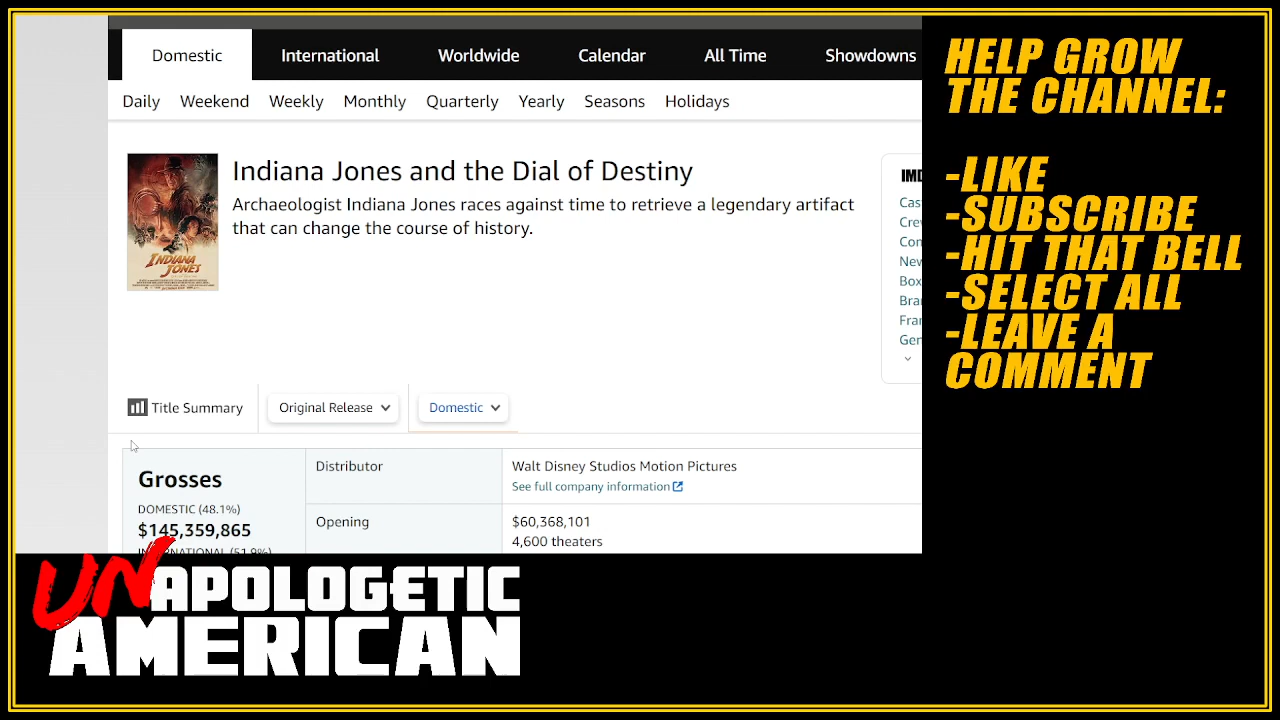 Domestic
International
Worldwide
Calendar
All Time
Showdowns
Daily
Weekend
Weekly
Monthly
Quarterly
Yearly
Seasons
Holidays
INDIANA
JONES
Indiana Jones and the Dial of Destiny
Archaeologist Indiana Jones races against time to retrieve a legendary artifact
that can change the course of history.
Title Summary
Original Release
Domestic
Grosses
DOMESTIC (48.1%)
$145,359,865
INTERNATIONAL (51.9%)
Distributor
Walt Disney Studios Motion Pictures
See full company information
Opening
$60,368,101
4,600 theaters
HELP GROW
THE CHANNEL:
-LIKE
-SUBSCRIBE
-HIT THAT BELL
-SELECT ALL
-LEAVE A
COMMENT
UNAPOLOGETIC
AMERICAN